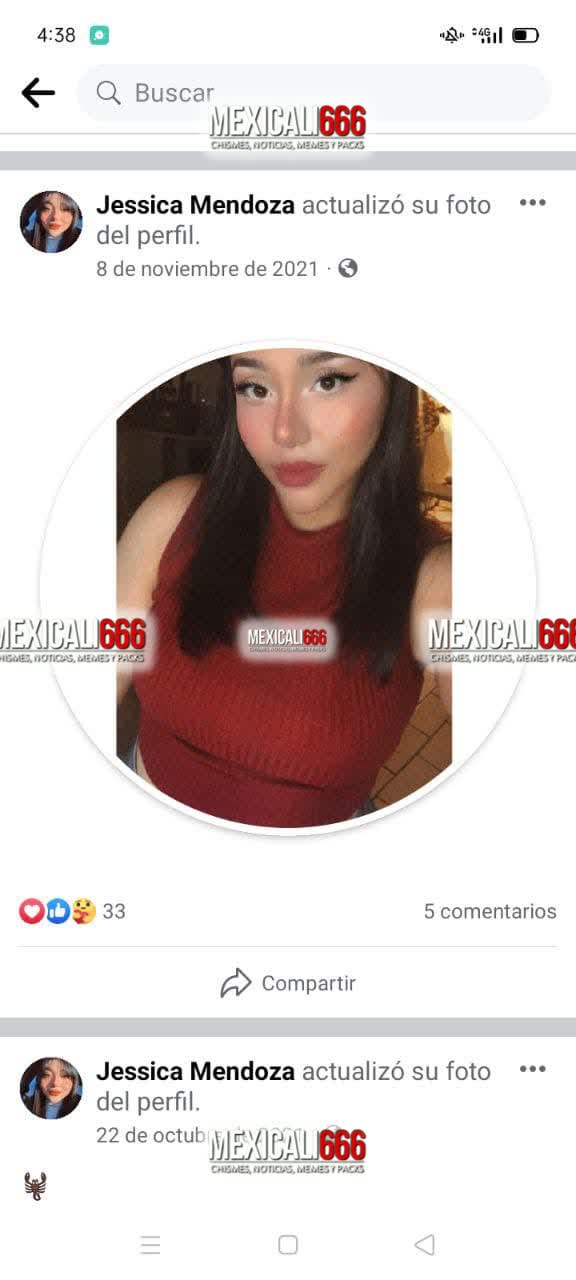 4:38
4G
Buscar
MEXICALI666
CHISMES, NOTICIAS, MEMES Y PACKS
Jessica Mendoza actualizó su foto
del perfil.
8 de noviembre de 2021 ·
MEXICALI666
CHISMES, NOTICIAS, MEMES Y PACKS
MEXICALI666
MEXICALI666
CHISMES, NOTICIAS, MEMES Y PACKS
33
5 comentarios
Compartir
Jessica Mendoza actualizó su foto
del perfil.
22 de octub
MEXICALI666
CHISMES, NOTICIAS, MEMES Y PACKS